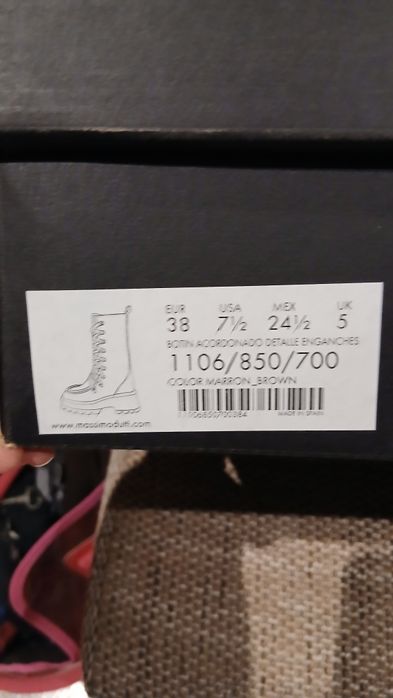 EUR USA MEX UK
38 7½ 24½ 5
BOTIN ACORDONADO DETALLE ENGANCHES
1106/850/700
COLOR MARRON_BROWN
11106850700384 MADE IN SPAIN
www.massimodutti.com